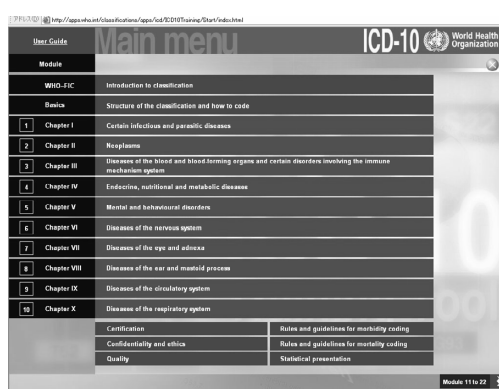 http://apps.who.int/classifications/apps/icd/ICD10Training/Start/index.html
User Guide
Main menu
ICD-10
World Health
Organization
Module
WHO-FIC Introduction to classification
Basics Structure of the classification and how to code
1 Chapter I Certain infectious and parasitic diseases
2 Chapter II Neoplasms
3 Chapter III Diseases of the blood and blood-forming organs and certain disorders involving the immune
mechanism system
4 Chapter IV Endocrine, nutritional and metabolic diseases
5 Chapter V Mental and behavioural disorders
6 Chapter VI Diseases of the nervous system
7 Chapter VII Diseases of the eye and adnexa
8 Chapter VIII Diseases of the ear and mastoid process
9 Chapter IX Diseases of the circulatory system
10 Chapter X Diseases of the respiratory system
Certification Rules and guidelines for morbidity coding
Confidentiality and ethics Rules and guidelines for mortality coding
Quality Statistical presentation
Module 11 to 22